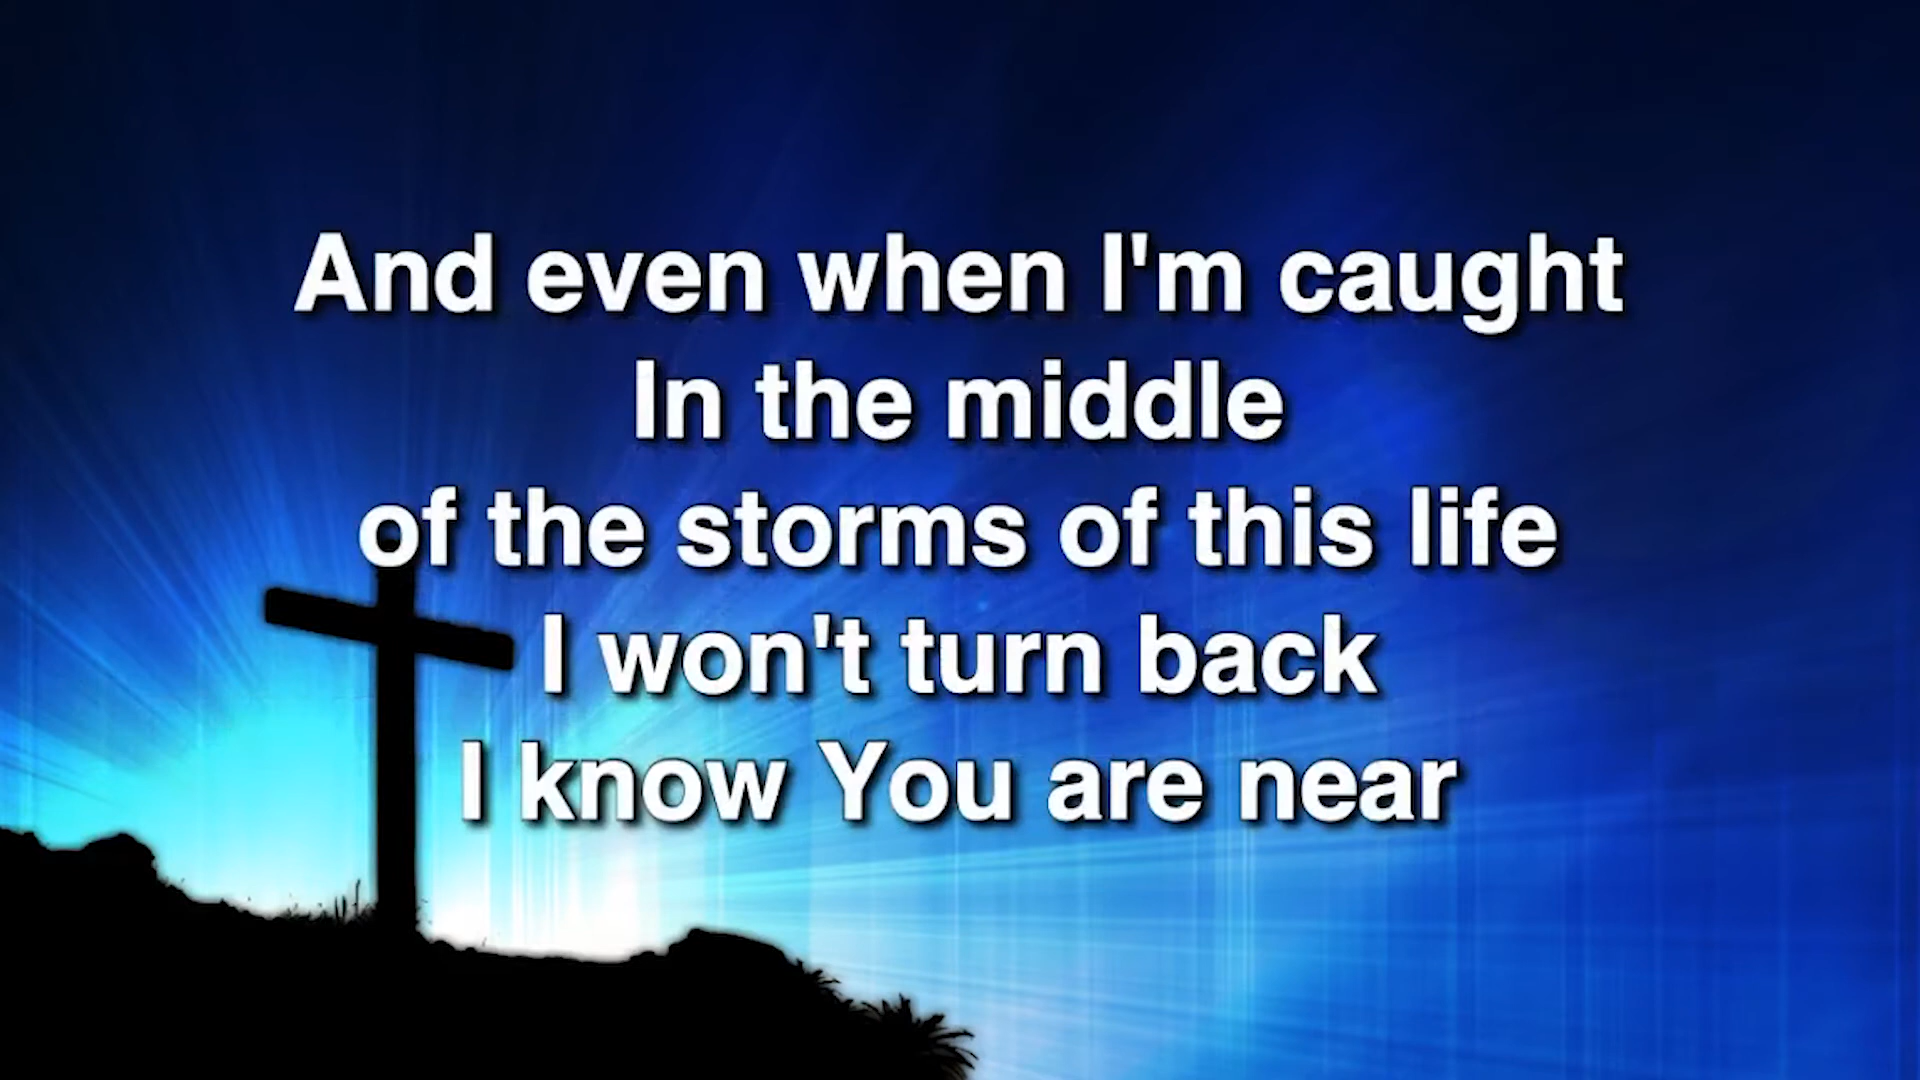 And even when I'm caught
In the middle
of the storms of this life
I won't turn back
I know You are near